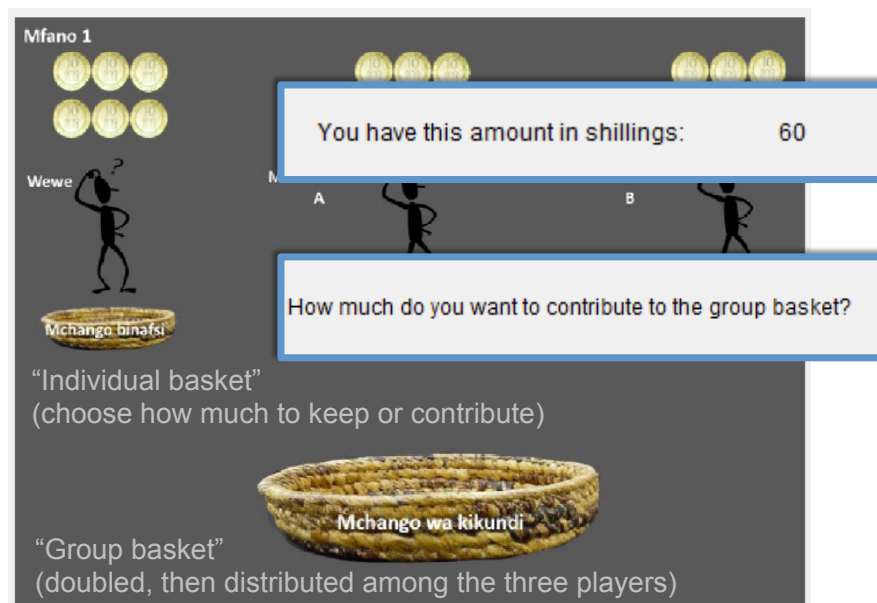 Mfano 1
You have this amount in shillings: 60
Wewe
A
B
How much do you want to contribute to the group basket?
Mchango binafsi
“Individual basket”
(choose how much to keep or contribute)
Mchango wa kikundi
“Group basket”
(doubled, then distributed among the three players)